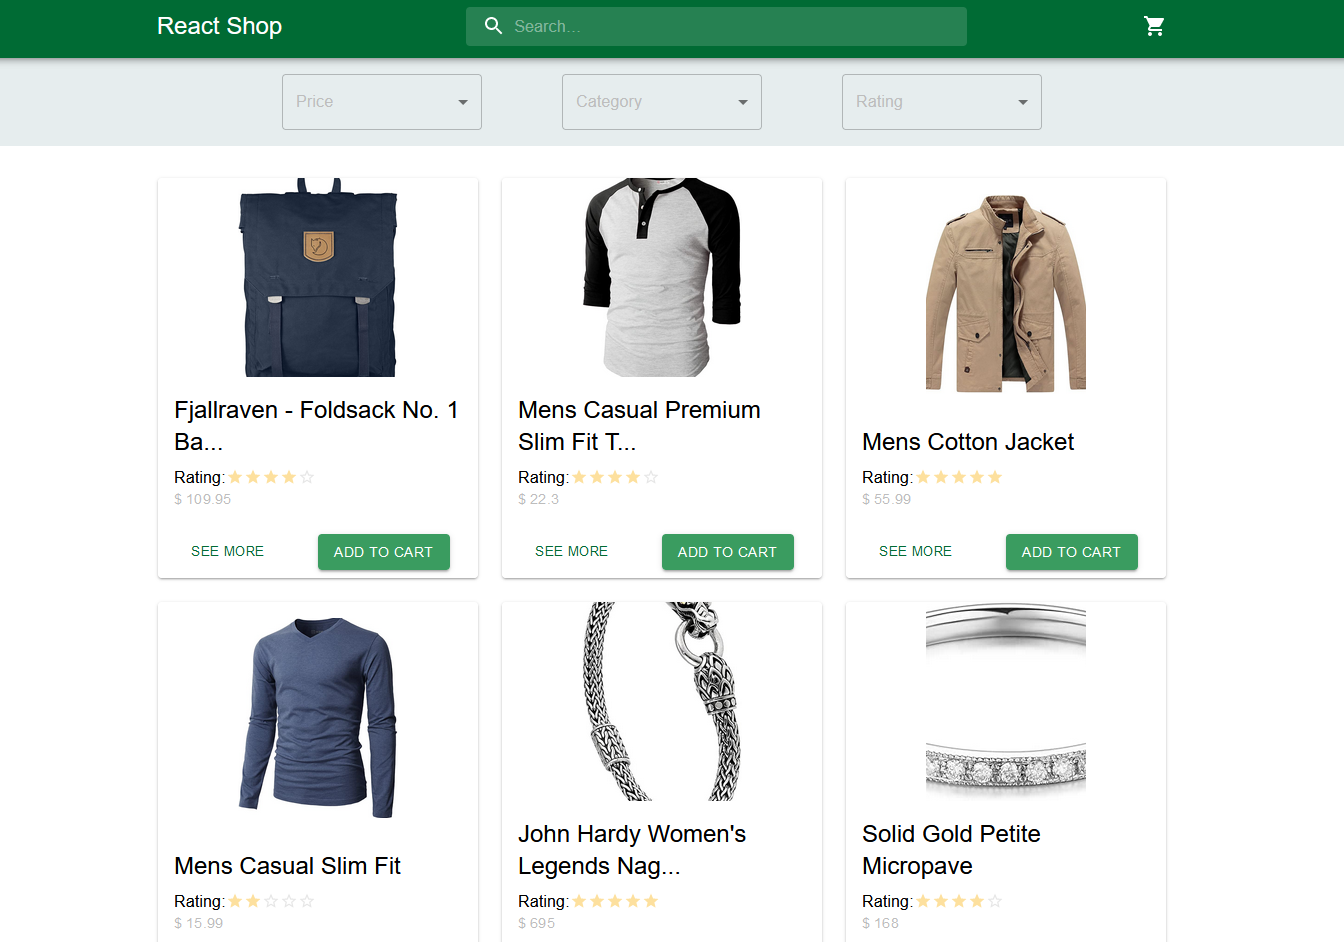 React Shop
Search...
Price
Category
Rating
Fjallraven - Foldsack No. 1
Ba...
Rating:
$ 109.95
SEE MORE
ADD TO CART
Mens Casual Premium
Slim Fit T...
Rating:
$ 22.3
SEE MORE
ADD TO CART
Mens Cotton Jacket
Rating:
$ 55.99
SEE MORE
ADD TO CART
Mens Casual Slim Fit
Rating:
$ 15.99
John Hardy Women's
Legends Nag...
Rating:
$ 695
Solid Gold Petite
Micropave
Rating:
$ 168